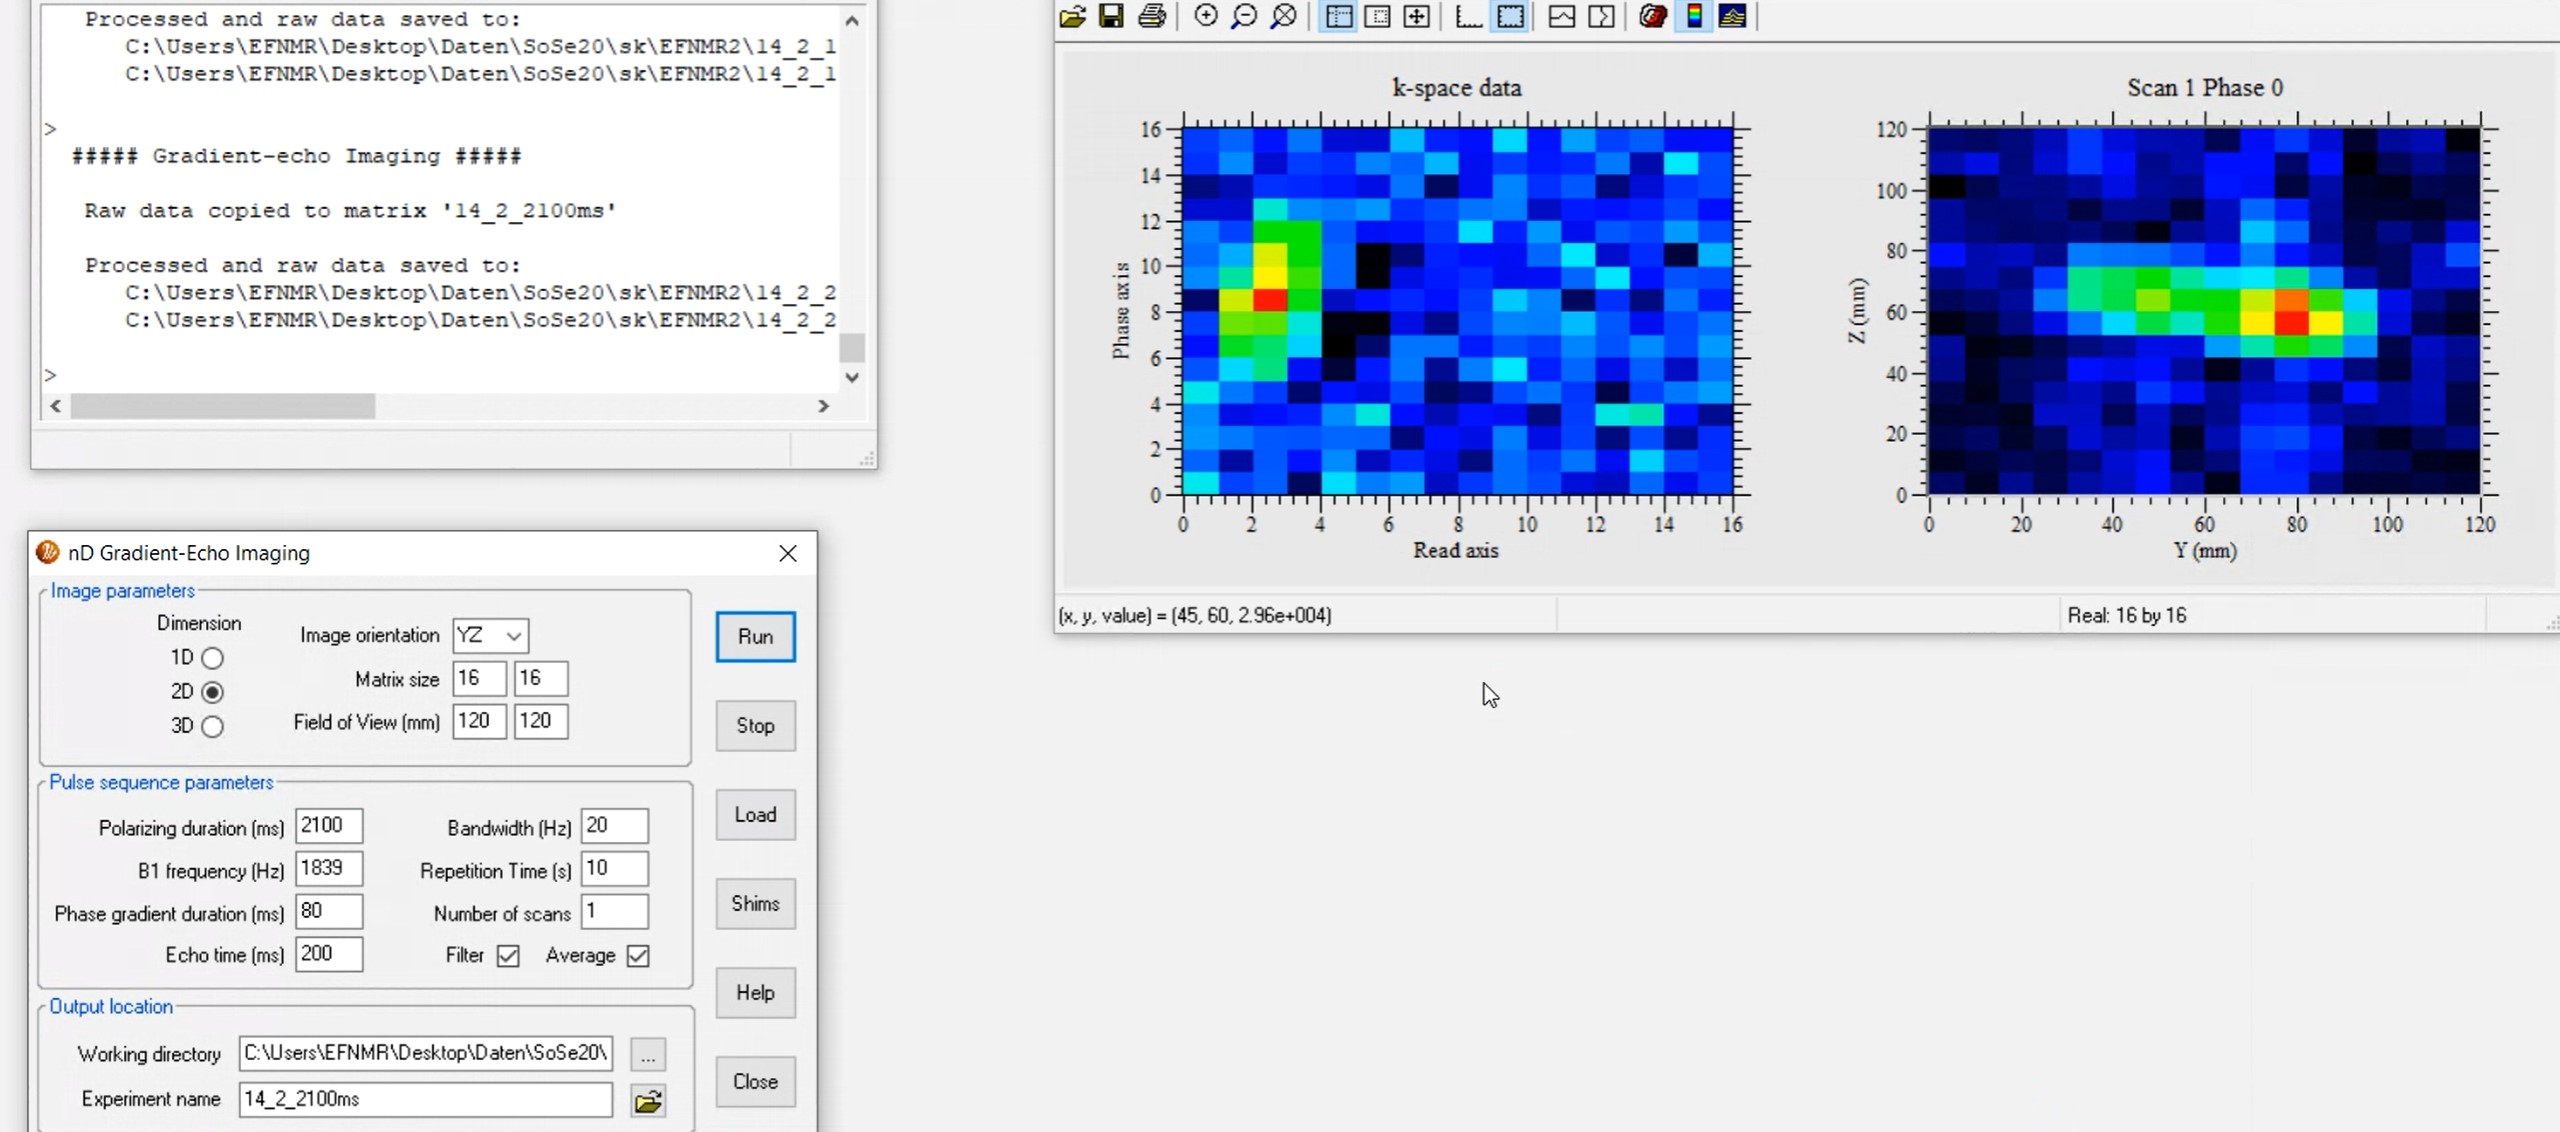 Processed and raw data saved to:
C:\Users\EFNMR\Desktop\Daten\SoSe20\sk\EFNMR2\14_2_1
C:\Users\EFNMR\Desktop\Daten\SoSe20\sk\EFNMR2\14_2_1
>
##### Gradient-echo Imaging #####
Raw data copied to matrix '14_2_2100ms'
Processed and raw data saved to:
C:\Users\EFNMR\Desktop\Daten\SoSe20\sk\EFNMR2\14_2_2
C:\Users\EFNMR\Desktop\Daten\SoSe20\sk\EFNMR2\14_2_2
>
nD Gradient-Echo Imaging
Image parameters
Dimension
1D
2D
3D
Image orientation YZ
Matrix size 16 16
Field of View (mm) 120 120
Pulse sequence parameters
Polarizing duration (ms) 2100
B1 frequency (Hz) 1839
Phase gradient duration (ms) 80
Echo time (ms) 200
Bandwidth (Hz) 20
Repetition Time (s) 10
Number of scans 1
Filter Average
Output location
Working directory C:\Users\EFNMR\Desktop\Daten\SoSe20\ ...
Experiment name 14_2_2100ms
Run
Stop
Load
Shims
Help
Close
k-space data
16
14
12
10
8
6
4
2
0
Phase axis
0 2 4 6 8 10 12 14 16
Read axis
Scan 1 Phase 0
120
100
80
60
40
20
0
Z (mm)
0 20 40 60 80 100 120
Y (mm)
(x, y, value) = (45, 60, 2.96e+004)
Real: 16 by 16